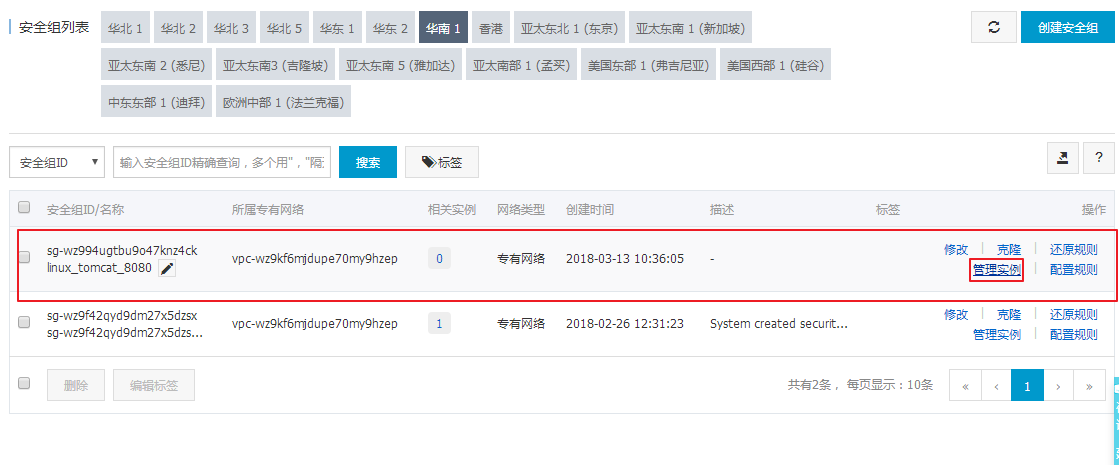 安全组列表 华北 1 华北 2 华北 3 华北 5 华东 1 华东 2 华南 1 香港 亚太东北 1 (东京) 亚太东南 1 (新加坡) 创建安全组
亚太东南 2 (悉尼) 亚太东南3 (吉隆坡) 亚太东南 5 (雅加达) 亚太南部 1 (孟买) 美国东部 1 (弗吉尼亚) 美国西部 1 (硅谷)
中东东部 1 (迪拜) 欧洲中部 1 (法兰克福)
安全组ID 输入安全组ID精确查询，多个用"，"隔 搜索 标签 ?
安全组ID/名称 所属专有网络 相关实例 网络类型 创建时间 描述 标签 操作
sg-wz994ugtbu9o47knz4ck
linux_tomcat_8080
vpc-wz9kf6mjdupe70my9hzep 0 专有网络 2018-03-13 10:36:05 -
修改 克隆 还原规则
管理实例 配置规则
sg-wz9f42qyd9dm27x5dzsx
sg-wz9f42qyd9dm27x5dzs...
vpc-wz9kf6mjdupe70my9hzep 1 专有网络 2018-02-26 12:31:23 System created securit...
修改 克隆 还原规则
管理实例 配置规则
删除 编辑标签 共有2条， 每页显示：10条 « ‹ 1 › »